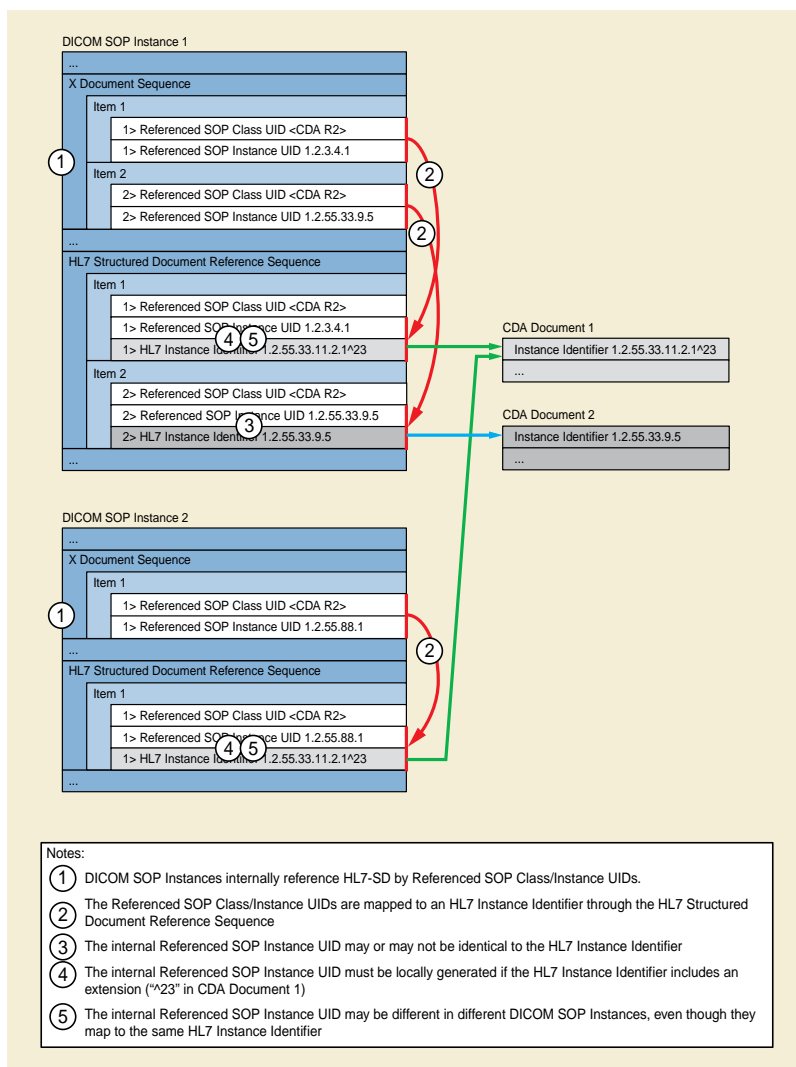 DICOM SOP Instance 1
...
X Document Sequence
Item 1
1> Referenced SOP Class UID <CDA R2>
1> Referenced SOP Instance UID 1.2.3.4.1
1
Item 2
2
2> Referenced SOP Class UID <CDA R2>
2> Referenced SOP Instance UID 1.2.55.33.9.5
2
...
HL7 Structured Document Reference Sequence
Item 1
1> Referenced SOP Class UID <CDA R2>
1> Referenced SOP Instance UID 1.2.3.4.1
4 5
1> HL7 Instance Identifier 1.2.55.33.11.2.1^23
Item 2
2> Referenced SOP Class UID <CDA R2>
2> Referenced SOP Instance UID 1.2.55.33.9.5
3
2> HL7 Instance Identifier 1.2.55.33.9.5
...
CDA Document 1
Instance Identifier 1.2.55.33.11.2.1^23
...
CDA Document 2
Instance Identifier 1.2.55.33.9.5
...
DICOM SOP Instance 2
...
X Document Sequence
Item 1
1> Referenced SOP Class UID <CDA R2>
1
1> Referenced SOP Instance UID 1.2.55.88.1
...
2
HL7 Structured Document Reference Sequence
Item 1
1> Referenced SOP Class UID <CDA R2>
1> Referenced SOP Instance UID 1.2.55.88.1
4 5
1> HL7 Instance Identifier 1.2.55.33.11.2.1^23
...
Notes:
1 DICOM SOP Instances internally reference HL7-SD by Referenced SOP Class/Instance UIDs.
2 The Referenced SOP Class/Instance UIDs are mapped to an HL7 Instance Identifier through the HL7 Structured
Document Reference Sequence
3 The internal Referenced SOP Instance UID may or may not be identical to the HL7 Instance Identifier
4 The internal Referenced SOP Instance UID must be locally generated if the HL7 Instance Identifier includes an
extension ("^23" in CDA Document 1)
5 The internal Referenced SOP Instance UID may be different in different DICOM SOP Instances, even though they
map to the same HL7 Instance Identifier